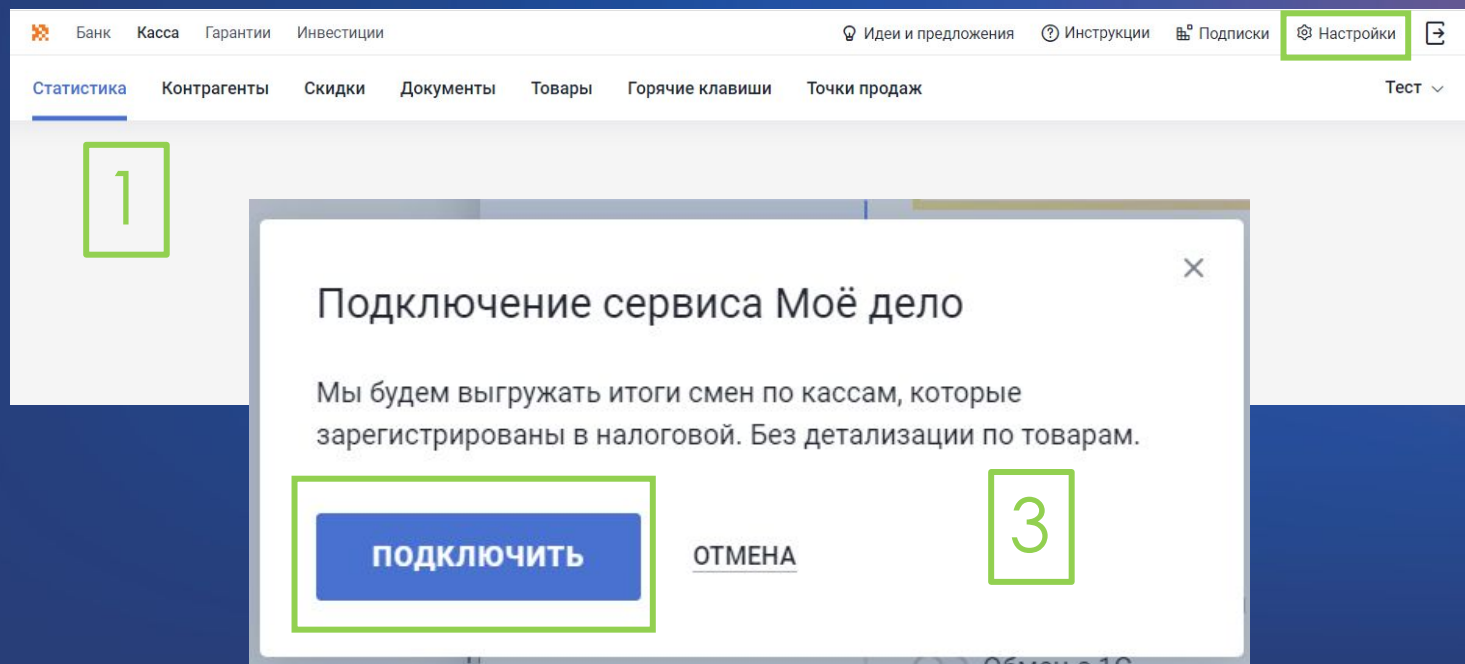 Банк Касса Гарантии Инвестиции Идеи и предложения Инструкции Подписки Настройки
Статистика Контрагенты Скидки Документы Товары Горячие клавиши Точки продаж Тест
1
Подключение сервиса Моё дело
Мы будем выгружать итоги смен по кассам, которые
зарегистрированы в налоговой. Без детализации по товарам.
3
ПОДКЛЮЧИТЬ ОТМЕНА
Обмен с 1С